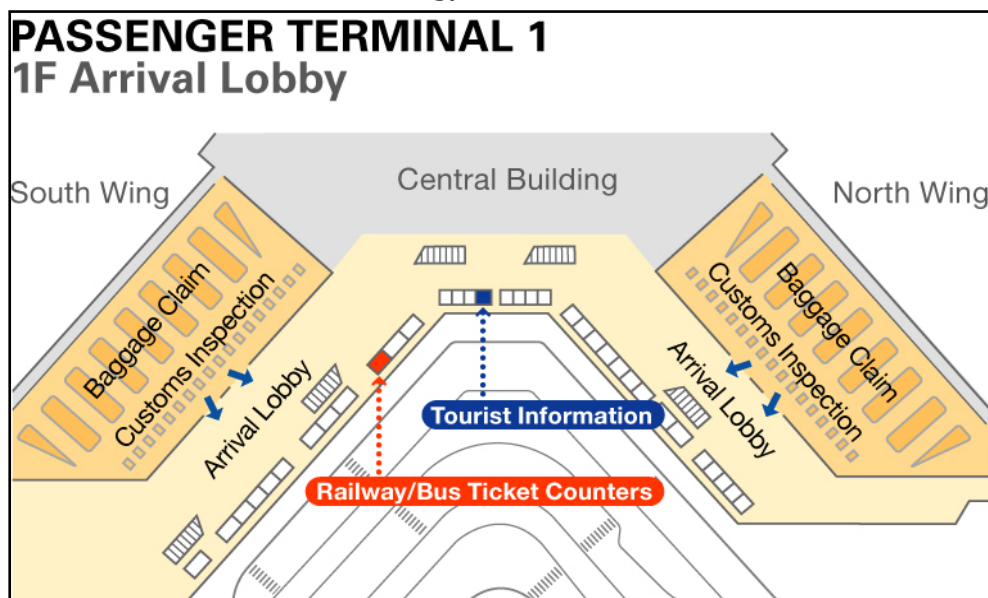 PASSENGER TERMINAL 1
1F Arrival Lobby
South Wing
Central Building
North Wing
Baggage Claim
Customs Inspection
Arrival Lobby
Customs Inspection
Baggage Claim
Arrival Lobby
Tourist Information
Railway/Bus Ticket Counters